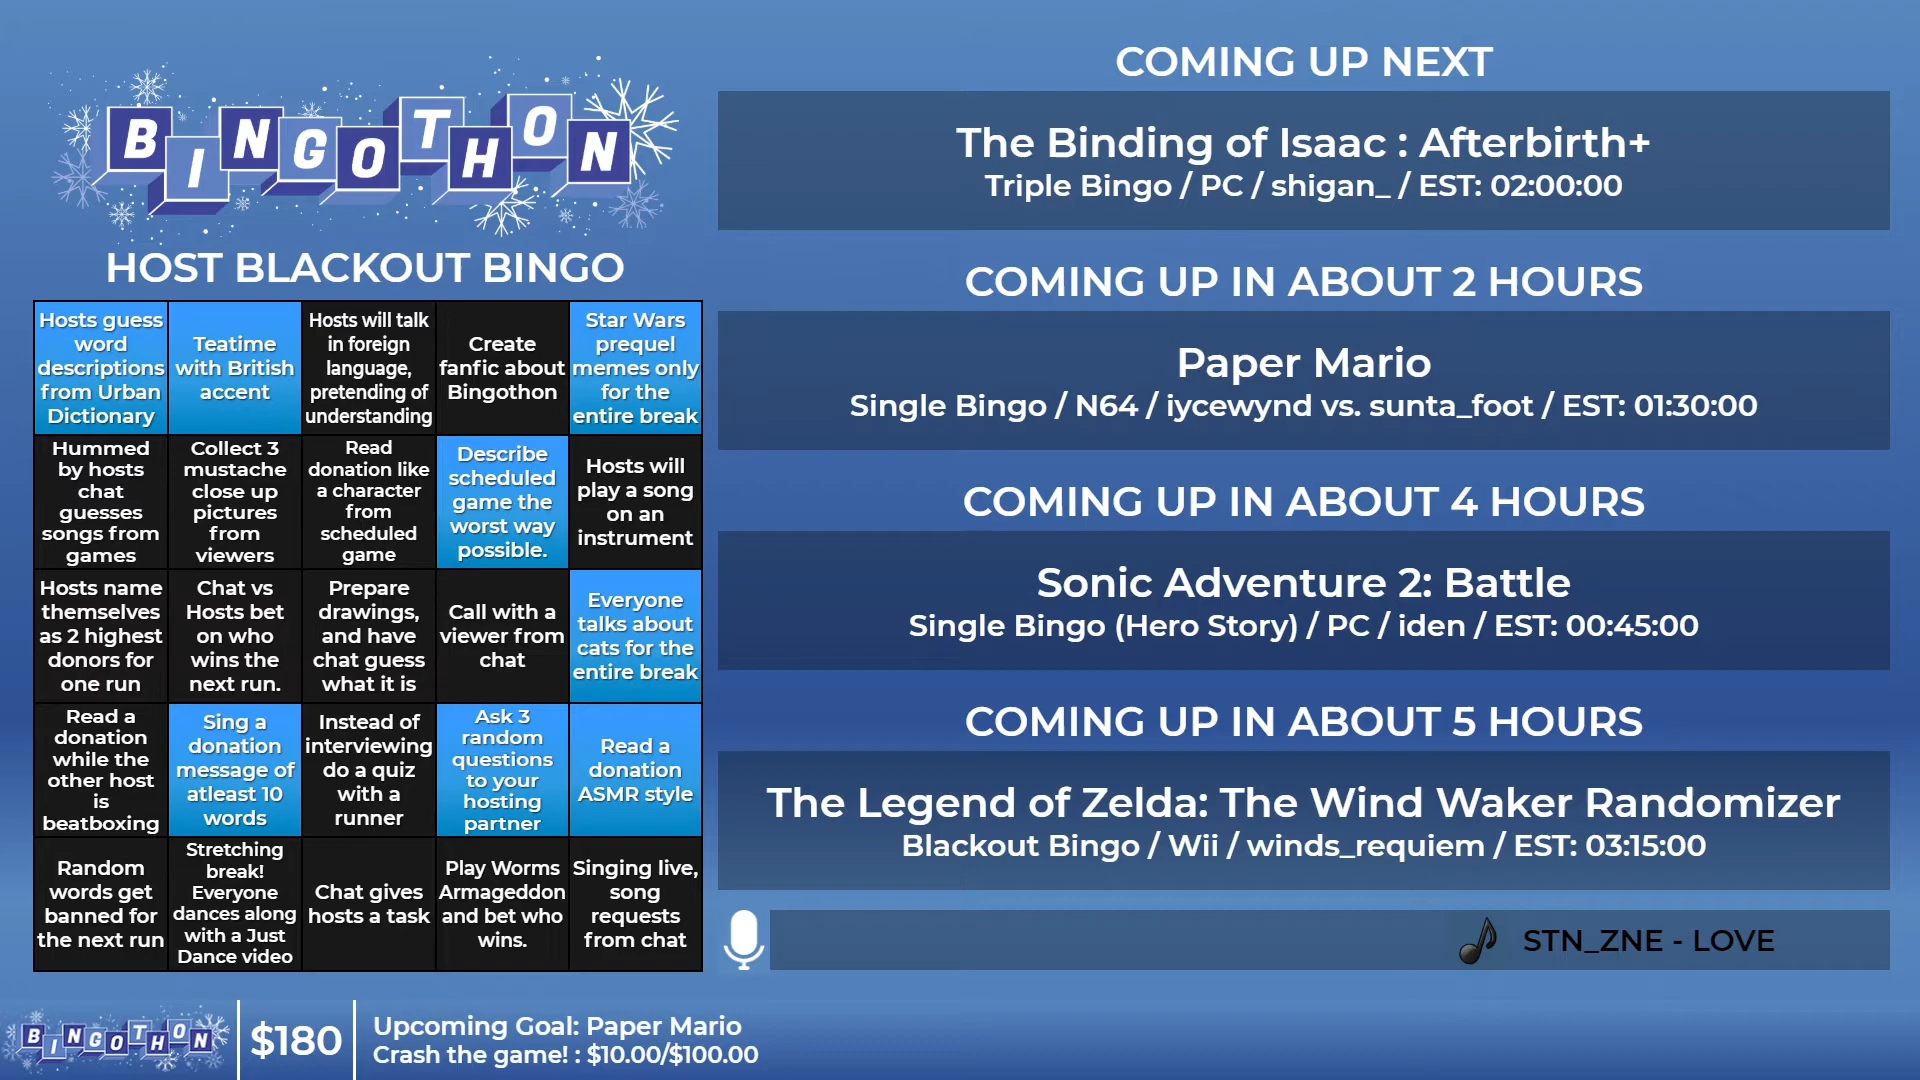 BINGOTHON
HOST BLACKOUT BINGO
Hosts guess
word
descriptions
from Urban
Dictionary
Teatime
with British
accent
Hosts will talk
in foreign
language,
pretending of
understanding
Create
fanfic about
Bingothon
Star Wars
prequel
memes only
for the
entire break
Hummed
by hosts
chat
guesses
songs from
games
Collect 3
mustache
close up
pictures
from
viewers
Read
donation like
a character
from
scheduled
game
Describe
scheduled
game the
worst way
possible.
Hosts will
play a song
on an
instrument
Hosts name
themselves
as 2 highest
donors for
one run
Chat vs
Hosts bet
on who
wins the
next run.
Prepare
drawings,
and have
chat guess
what it is
Call with a
viewer from
chat
Everyone
talks about
cats for the
entire break
Read a
donation
while the
other host
is
beatboxing
Sing a
donation
message of
atleast 10
words
Instead of
interviewing
do a quiz
with a
runner
Ask 3
random
questions
to your
hosting
partner
Read a
donation
ASMR style
Random
words get
banned for
the next run
Stretching
break!
Everyone
dances along
with a Just
Dance video
Chat gives
hosts a task
Play Worms
Armageddon
and bet who
wins.
Singing live,
song
requests
from chat
COMING UP NEXT
The Binding of Isaac : Afterbirth+
Triple Bingo / PC / shigan_ / EST: 02:00:00
COMING UP IN ABOUT 2 HOURS
Paper Mario
Single Bingo / N64 / iycewynd vs. sunta_foot / EST: 01:30:00
COMING UP IN ABOUT 4 HOURS
Sonic Adventure 2: Battle
Single Bingo (Hero Story) / PC / iden / EST: 00:45:00
COMING UP IN ABOUT 5 HOURS
The Legend of Zelda: The Wind Waker Randomizer
Blackout Bingo / Wii / winds_requiem / EST: 03:15:00
STN_ZNE - LOVE
BINGOTHON
$180
Upcoming Goal: Paper Mario
Crash the game! : $10.00/$100.00